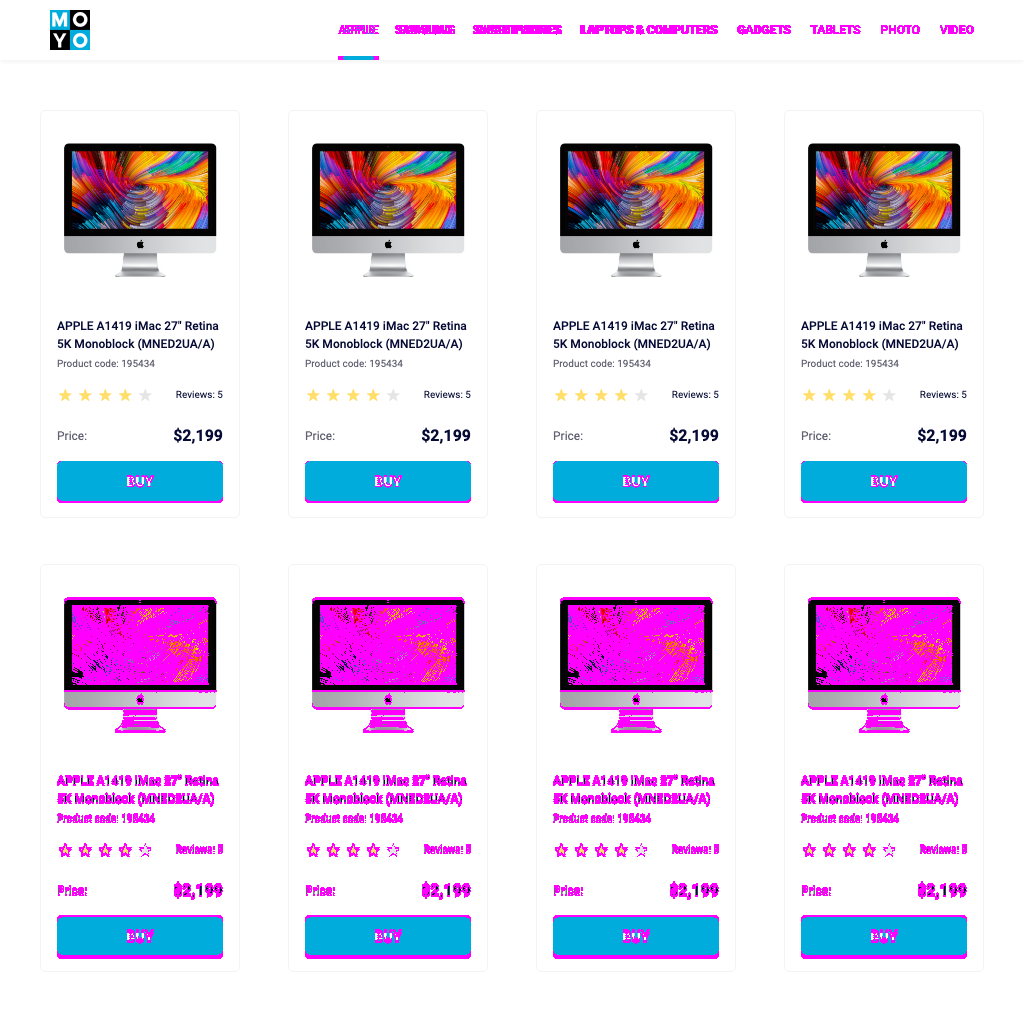 MO
YO
APPLE SAMSUNG SMARTPHONES LAPTOPS & COMPUTERS GADGETS TABLETS PHOTO VIDEO
APPLE A1419 iMac 27" Retina
5K Monoblock (MNED2UA/A)
Product code: 195434
Reviews: 5
Price: $2,199
BUY
APPLE A1419 iMac 27" Retina
5K Monoblock (MNED2UA/A)
Product code: 195434
Reviews: 5
Price: $2,199
BUY
APPLE A1419 iMac 27" Retina
5K Monoblock (MNED2UA/A)
Product code: 195434
Reviews: 5
Price: $2,199
BUY
APPLE A1419 iMac 27" Retina
5K Monoblock (MNED2UA/A)
Product code: 195434
Reviews: 5
Price: $2,199
BUY
APPLE A1419 iMac 27" Retina
5K Monoblock (MNED2UA/A)
Product code: 195434
Reviews: 5
Price: $2,199
BUY
APPLE A1419 iMac 27" Retina
5K Monoblock (MNED2UA/A)
Product code: 195434
Reviews: 5
Price: $2,199
BUY
APPLE A1419 iMac 27" Retina
5K Monoblock (MNED2UA/A)
Product code: 195434
Reviews: 5
Price: $2,199
BUY
APPLE A1419 iMac 27" Retina
5K Monoblock (MNED2UA/A)
Product code: 195434
Reviews: 5
Price: $2,199
BUY